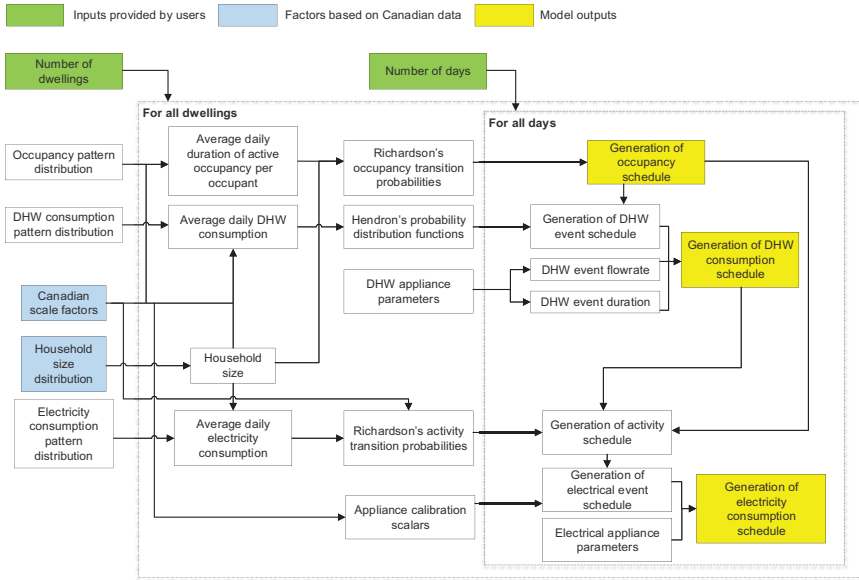 Inputs provided by users
Factors based on Canadian data
Model outputs
Number of
dwellings
Number of days
For all dwellings
For all days
Occupancy pattern
distribution
Average daily
duration of active
occupancy per
occupant
Richardson's
occupancy transition
probabilities
Generation of
occupancy
schedule
DHW consumption
pattern distribution
Average daily DHW
consumption
Hendron's probability
distribution functions
Generation of DHW
event schedule
Generation of DHW
consumption
schedule
DHW appliance
parameters
DHW event flowrate
DHW event duration
Canadian
scale factors
Household
size
dsitribution
Household
size
Electricity
consumption
pattern
distribution
Average daily
electricity
consumption
Richardson's activity
transition probabilities
Generation of activity
schedule
Appliance calibration
scalars
Generation of
electrical event
schedule
Electrical appliance
parameters
Generation of
electricity
consumption
schedule